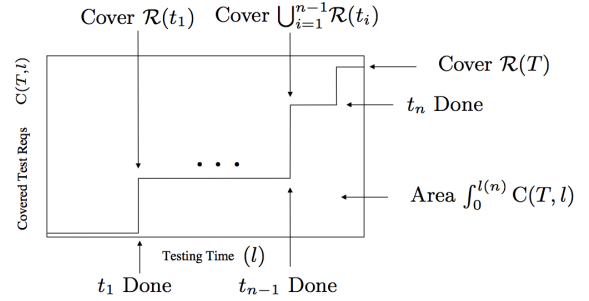 Cover R(t₁)
Cover ⋃ᵢ₌₁ⁿ⁻¹ R(tᵢ)
Cover R(T)
tₙ Done
Area ∫₀ˡ⁽ⁿ⁾ C(T, l)
Covered Test Reqs C(T, l)
Testing Time (l)
t₁ Done
tₙ₋₁ Done